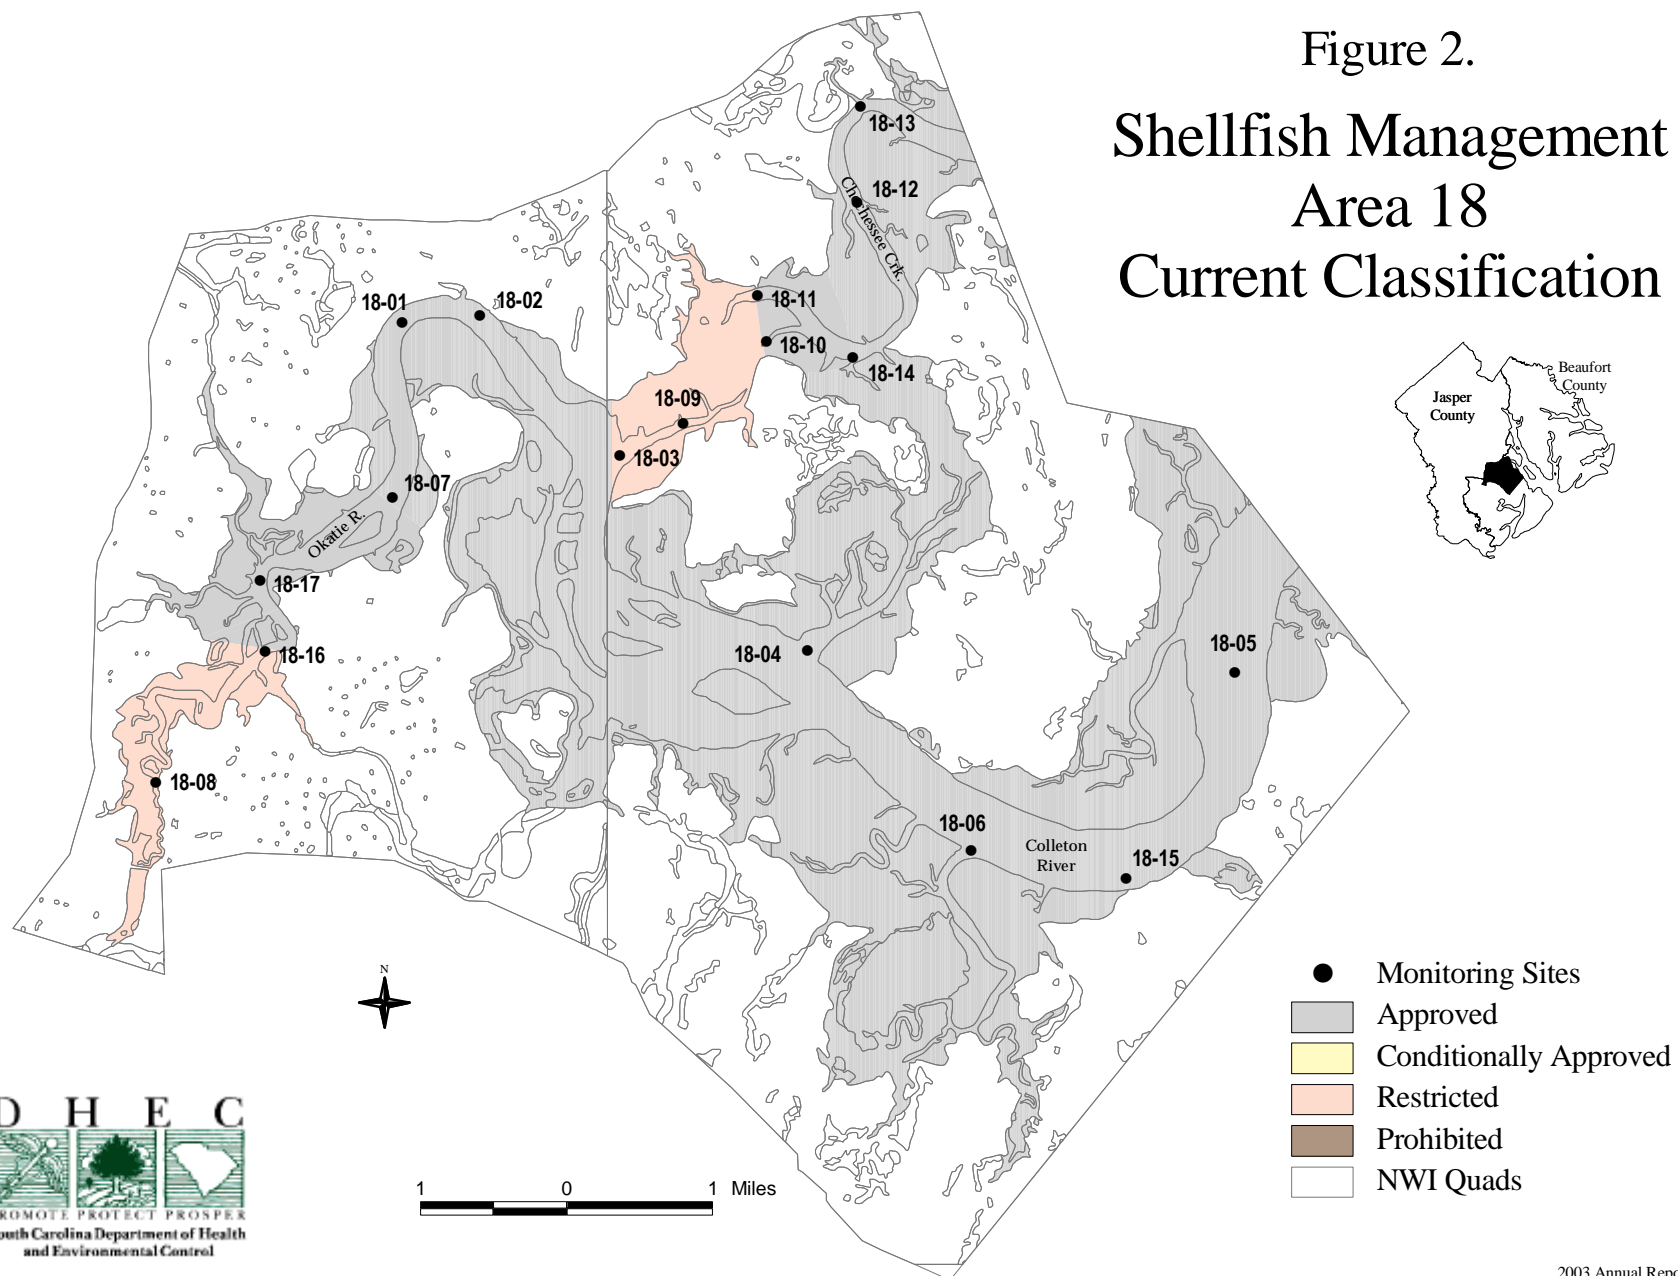 Figure 2.
Shellfish Management
Area 18
Current Classification
18-13
18-12
Chechessee Crk.
18-01
18-02
18-11
18-10
18-14
18-09
18-03
18-07
Okatie R.
18-17
18-16
18-04
18-05
18-08
18-06
Colleton
River
18-15
Beaufort
County
Jasper
County
N
Monitoring Sites
Approved
Conditionally Approved
Restricted
Prohibited
NWI Quads
1 0 1 Miles
D H E C
ROMOTE PROTECT PROSPER
outh Carolina Department of Health
and Environmental Control
2003 Annual Repo